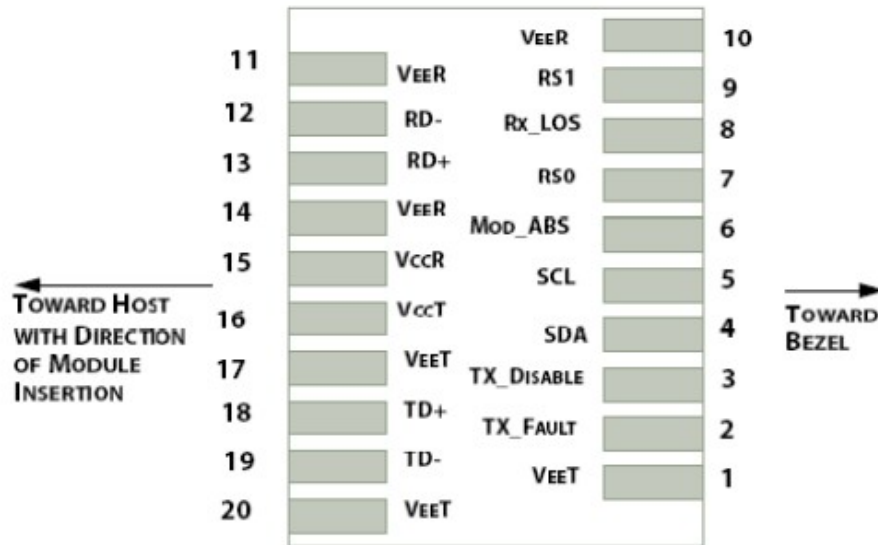 11 VEER VEER 10
12 RD- RS1 9
13 RD+ RX_LOS 8
14 VEER RS0 7
15 VCCR MOD_ABS 6
16 VCCT SCL 5
17 VEET SDA 4
18 TD+ TX_DISABLE 3
19 TD- TX_FAULT 2
20 VEET VEET 1
TOWARD HOST
WITH DIRECTION
OF MODULE
INSERTION
TOWARD
BEZEL